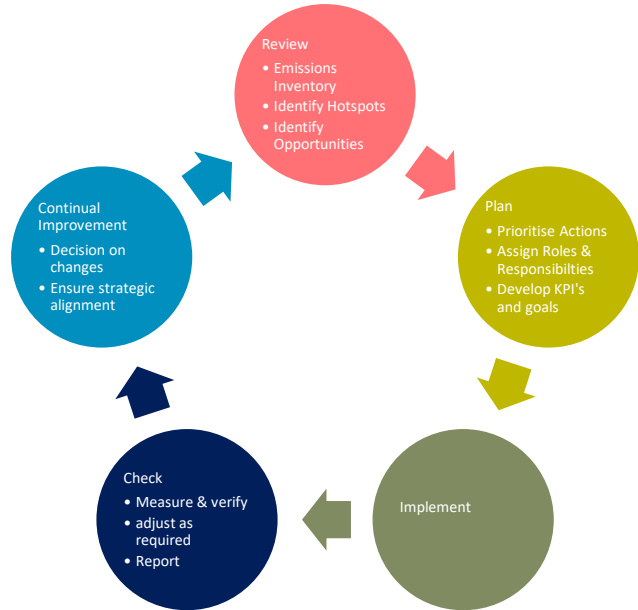 Review
• Emissions
Inventory
• Identify Hotspots
• Identify
Opportunities
Plan
• Prioritise Actions
• Assign Roles &
Responsibilties
• Develop KPI's
and goals
Implement
Check
• Measure & verify
• adjust as
required
• Report
Continual
Improvement
• Decision on
changes
• Ensure strategic
alignment